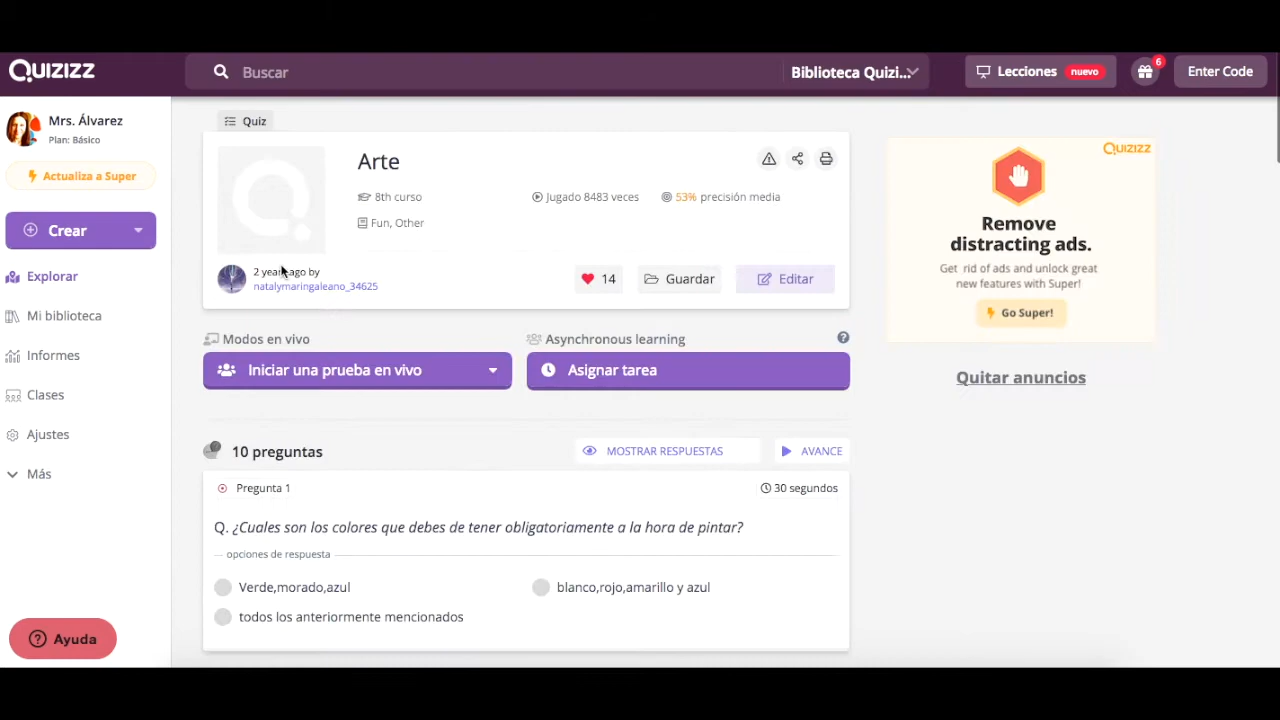 QUIZIZZ
Buscar
Biblioteca Quizi...
Lecciones nuevo
6
Enter Code
Mrs. Álvarez
Plan: Básico
Actualiza a Super
Crear
Explorar
Mi biblioteca
Informes
Clases
Ajustes
Más
Ayuda
Quiz
Arte
8th curso
Jugado 8483 veces
53% precisión media
Fun, Other
2 years ago by
natalymaringaleano_34625
14
Guardar
Editar
Modos en vivo
Asynchronous learning
Iniciar una prueba en vivo
Asignar tarea
10 preguntas
MOSTRAR RESPUESTAS
AVANCE
Pregunta 1
30 segundos
Q. ¿Cuales son los colores que debes de tener obligatoriamente a la hora de pintar?
opciones de respuesta
Verde,morado,azul
blanco,rojo,amarillo y azul
todos los anteriormente mencionados
QUIZIZZ
Remove
distracting ads.
Get rid of ads and unlock great
new features with Super!
Go Super!
Quitar anuncios